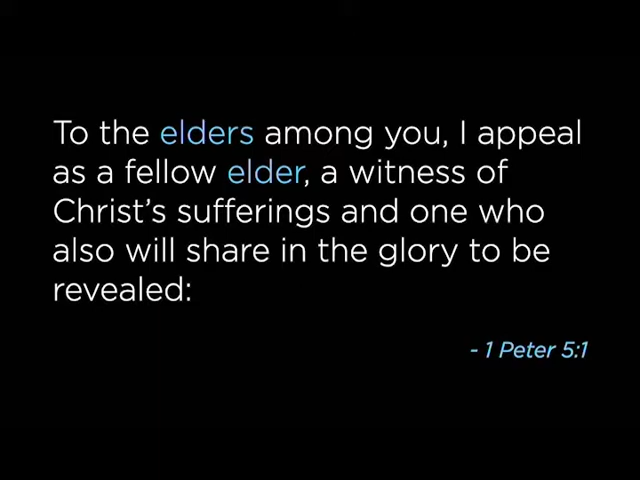 To the elders among you, I appeal
as a fellow elder, a witness of
Christ's sufferings and one who
also will share in the glory to be
revealed:
- 1 Peter 5:1